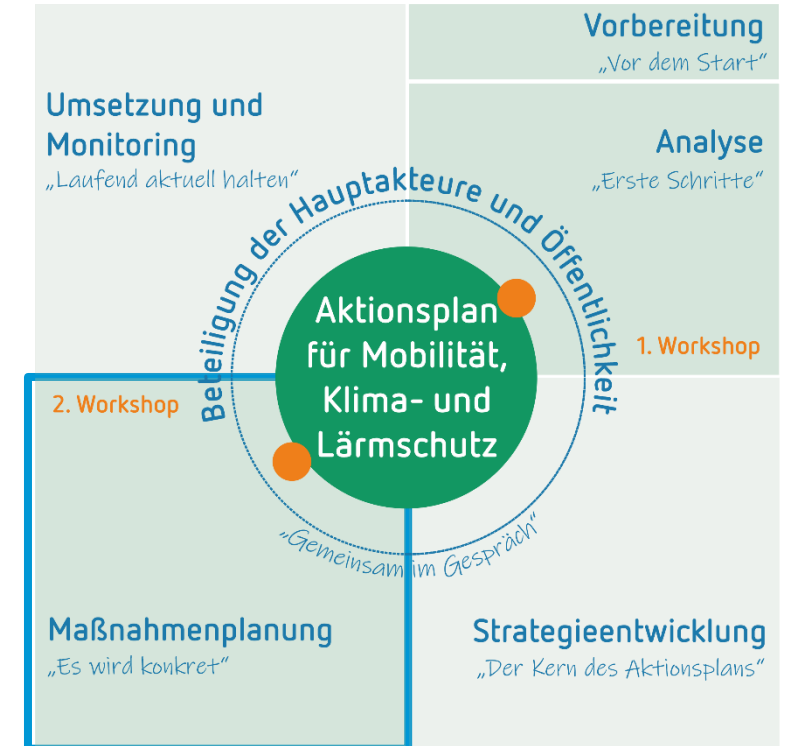 Vorbereitung
„Vor dem Start“
Umsetzung und
Monitoring
„Laufend aktuell halten“
Analyse
„Erste Schritte“
Beteiligung der Hauptakteure und Öffentlichkeit
Aktionsplan
für Mobilität,
Klima- und
Lärmschutz
1. Workshop
2. Workshop
„Gemeinsam im Gespräch“
Maßnahmenplanung
„Es wird konkret“
Strategieentwicklung
„Der Kern des Aktionsplans“